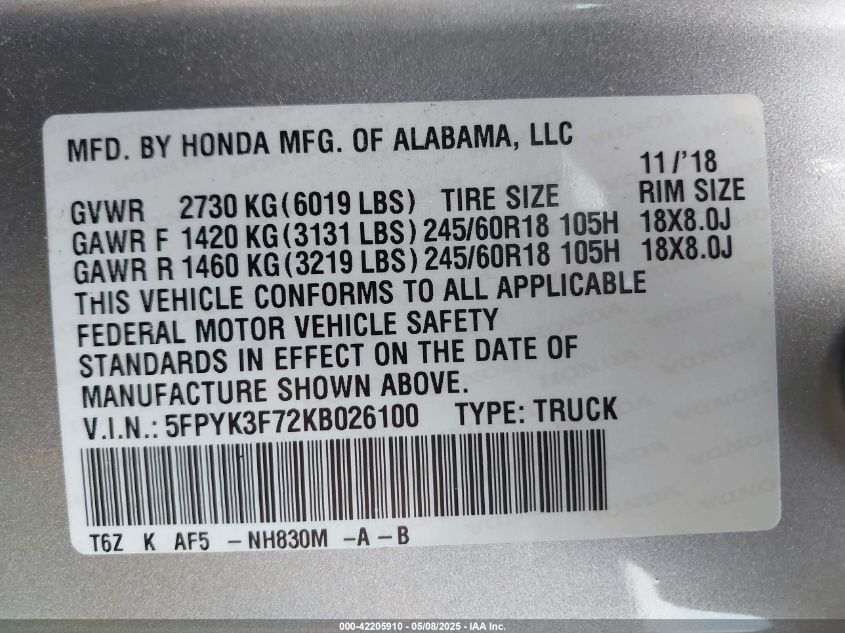 MFD. BY HONDA MFG. OF ALABAMA, LLC
11/'18
GVWR 2730 KG(6019 LBS) TIRE SIZE RIM SIZE
GAWR F 1420 KG(3131 LBS) 245/60R18 105H 18X8.0J
GAWR R 1460 KG(3219 LBS) 245/60R18 105H 18X8.0J
THIS VEHICLE CONFORMS TO ALL APPLICABLE
FEDERAL MOTOR VEHICLE SAFETY
STANDARDS IN EFFECT ON THE DATE OF
MANUFACTURE SHOWN ABOVE.
V.I.N.: 5FPYK3F72KB026100 TYPE: TRUCK
T6Z K AF5 -NH830M -A -B
000-42205910 - 05/08/2025 - IAA Inc.